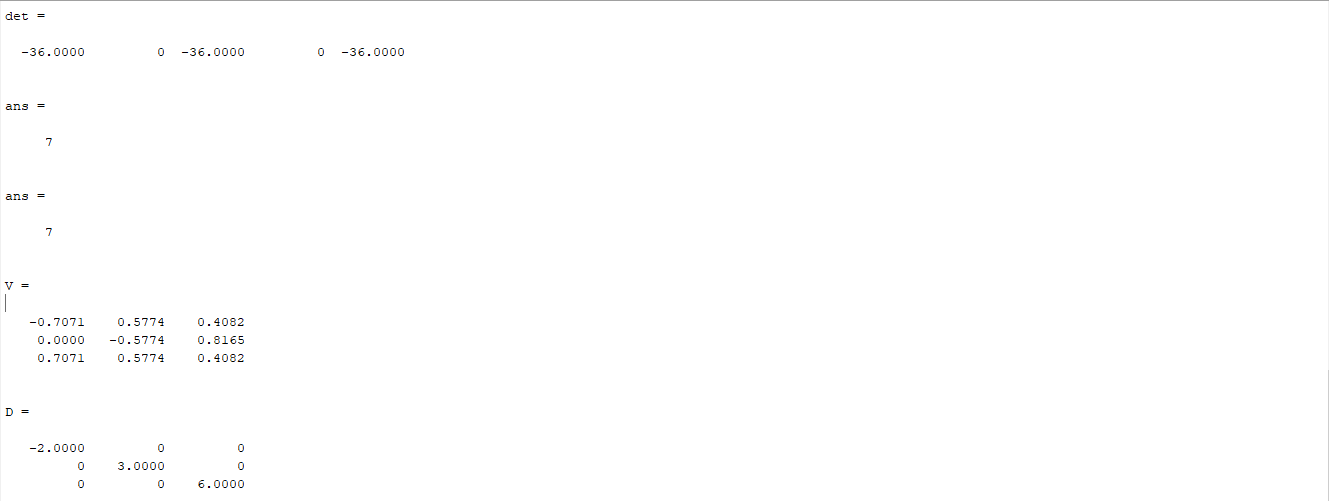 det =
-36.0000 0 -36.0000 0 -36.0000
ans =
7
ans =
7
V =
-0.7071 0.5774 0.4082
0.0000 -0.5774 0.8165
0.7071 0.5774 0.4082
D =
-2.0000 0 0
0 3.0000 0
0 0 6.0000